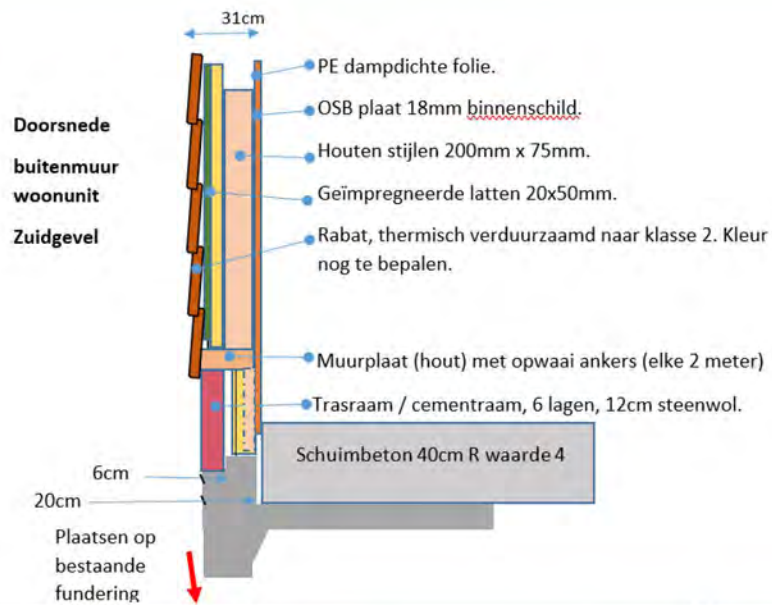 31cm
PE dampdichte folie.
OSB plaat 18mm binnenschild.
Doorsnede
buitenmuur
woonunit
Zuidgevel
Houten stijlen 200mm x 75mm.
Geïmpregneerde latten 20x50mm.
Rabat, thermisch verduurzaamd naar klasse 2. Kleur
nog te bepalen.
Muurplaat (hout) met opwaai ankers (elke 2 meter)
Trasraam / cementraam, 6 lagen, 12cm steenwol.
Schuimbeton 40cm R waarde 4
6cm
20cm
Plaatsen op
bestaande
fundering